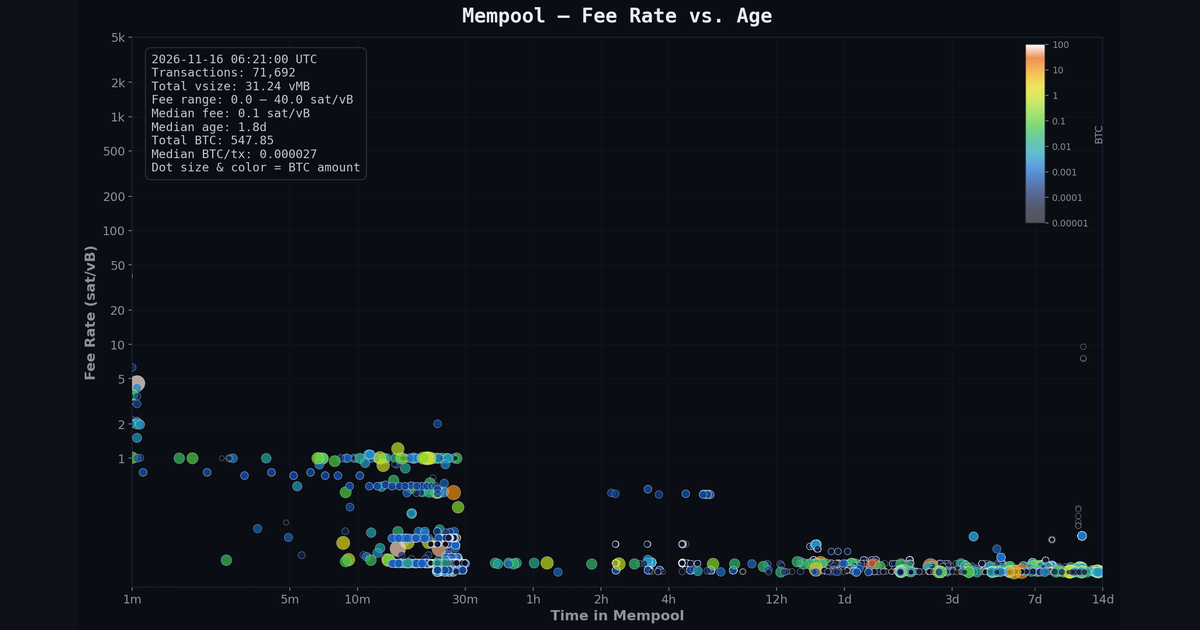 Mempool — Fee Rate vs. Age
2026-11-16 06:21:00 UTC
Transactions: 71,692
Total vsize: 31.24 vMB
Fee range: 0.0 — 40.0 sat/vB
Median fee: 0.1 sat/vB
Median age: 1.8d
Total BTC: 547.85
Median BTC/tx: 0.000027
Dot size & color = BTC amount
5k
2k
1k
500
200
100
50
20
10
5
2
1
Fee Rate (sat/vB)
100
10
1
0.1
0.01
0.001
0.0001
0.00001
BTC
1m
5m
10m
30m
1h
2h
4h
12h
1d
3d
7d
14d
Time in Mempool